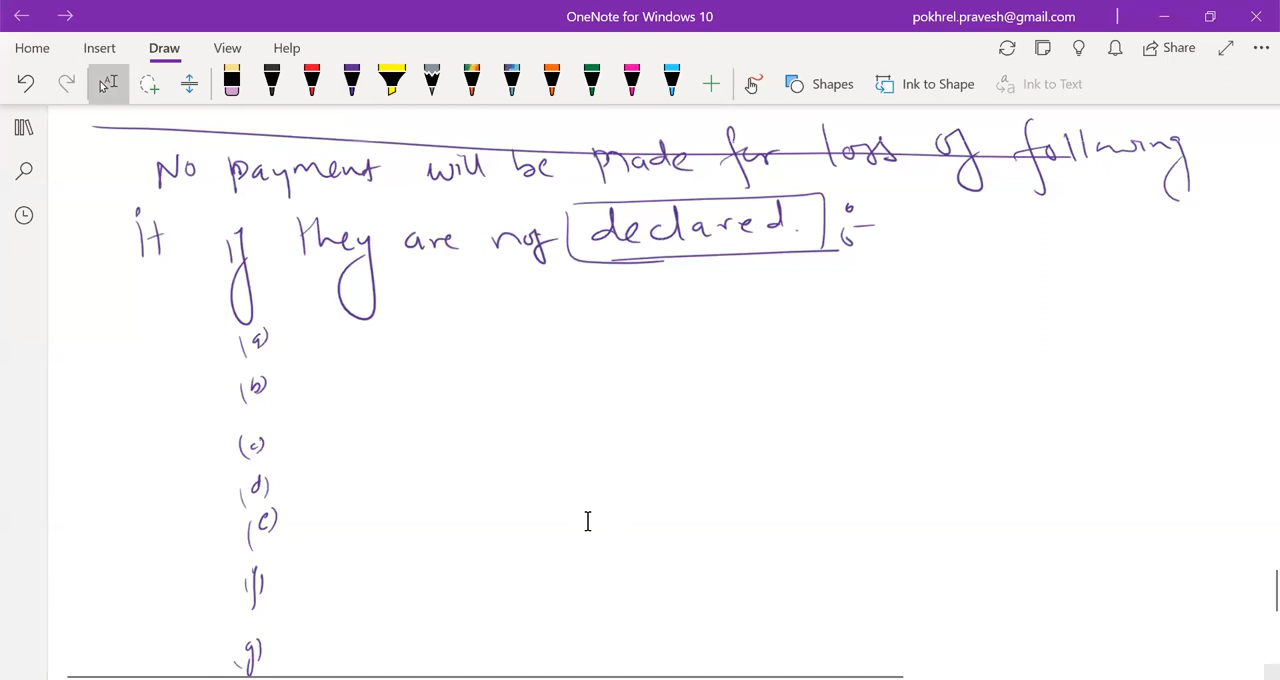 OneNote for Windows 10
pokhrel.pravesh@gmail.com
Home Insert Draw View Help
Share
Shapes Ink to Shape Ink to Text
No payment will be made for loss of following
it if they are not declared. :-
(a)
(b)
(c)
(d)
(e)
(f)
(g)